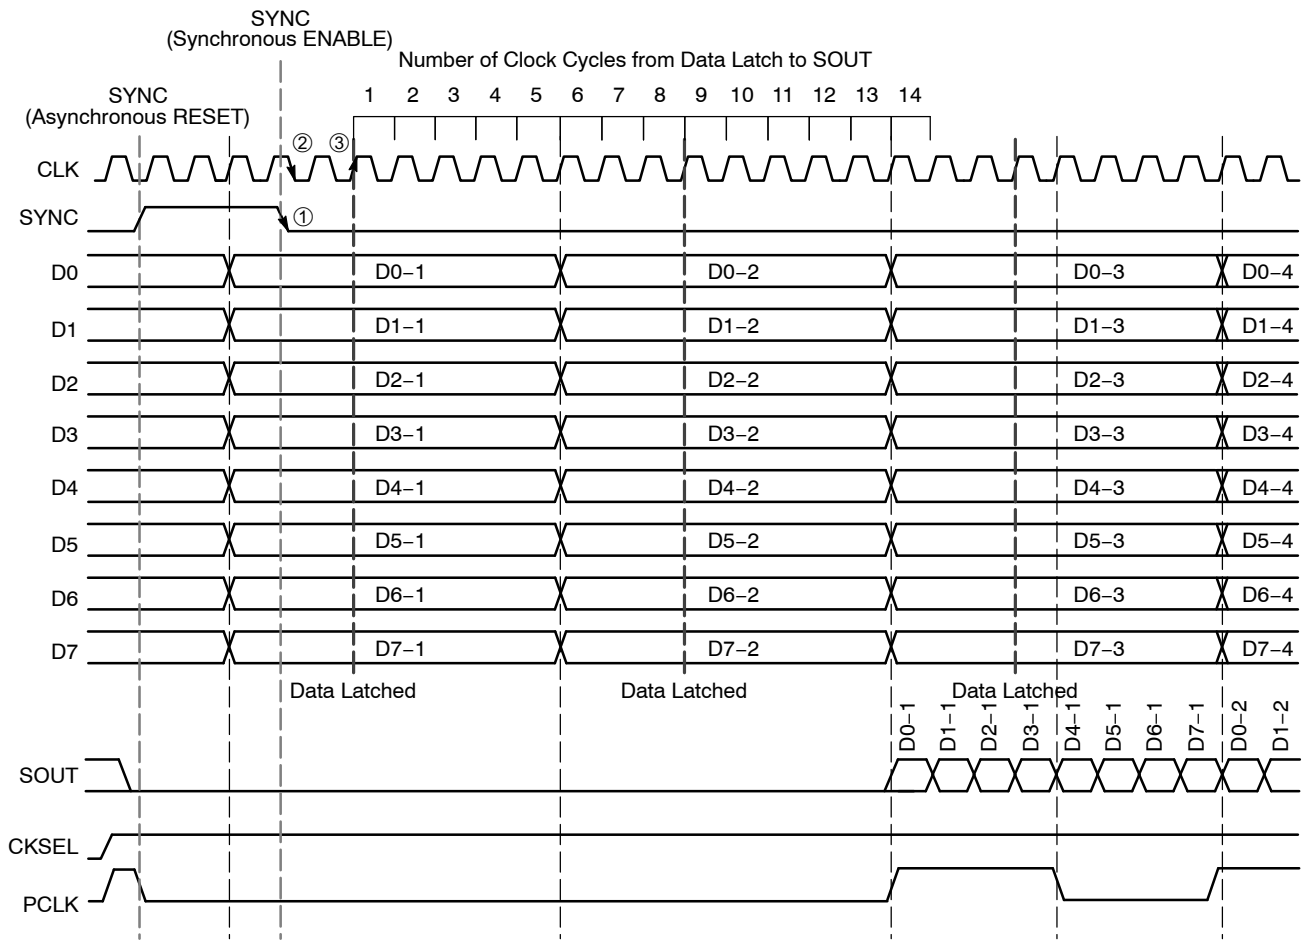 SYNC
(Synchronous ENABLE)
Number of Clock Cycles from Data Latch to SOUT
SYNC
(Asynchronous RESET)
1 2 3 4 5 6 7 8 9 10 11 12 13 14
② ③
CLK
SYNC ①
D0 D0−1 D0−2 D0−3 D0−4
D1 D1−1 D1−2 D1−3 D1−4
D2 D2−1 D2−2 D2−3 D2−4
D3 D3−1 D3−2 D3−3 D3−4
D4 D4−1 D4−2 D4−3 D4−4
D5 D5−1 D5−2 D5−3 D5−4
D6 D6−1 D6−2 D6−3 D6−4
D7 D7−1 D7−2 D7−3 D7−4
Data Latched Data Latched Data Latched
D0−1 D1−1 D2−1 D3−1 D4−1 D5−1 D6−1 D7−1 D0−2 D1−2
SOUT
CKSEL
PCLK